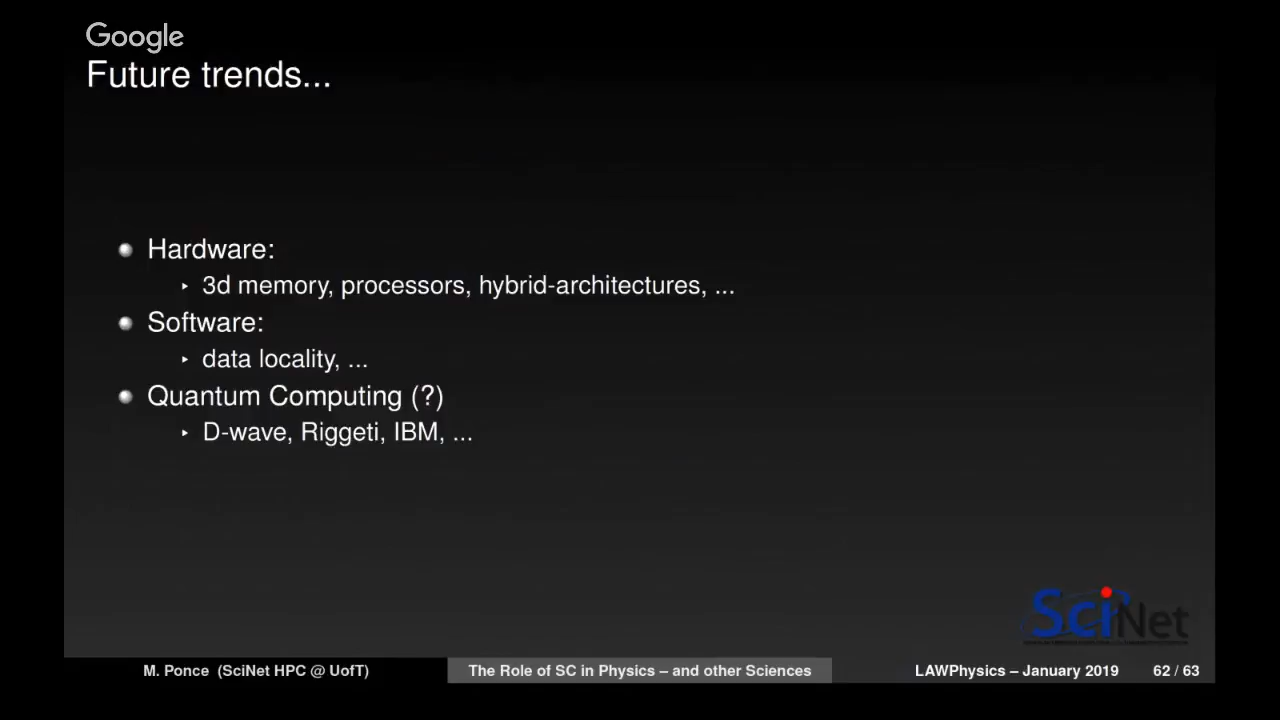 Google
Future trends...
Hardware:
3d memory, processors, hybrid-architectures, ...
Software:
data locality, ...
Quantum Computing (?)
D-wave, Riggeti, IBM, ...
SciNet
M. Ponce (SciNet HPC @ UofT)
The Role of SC in Physics – and other Sciences
LAWPhysics – January 2019
62 / 63